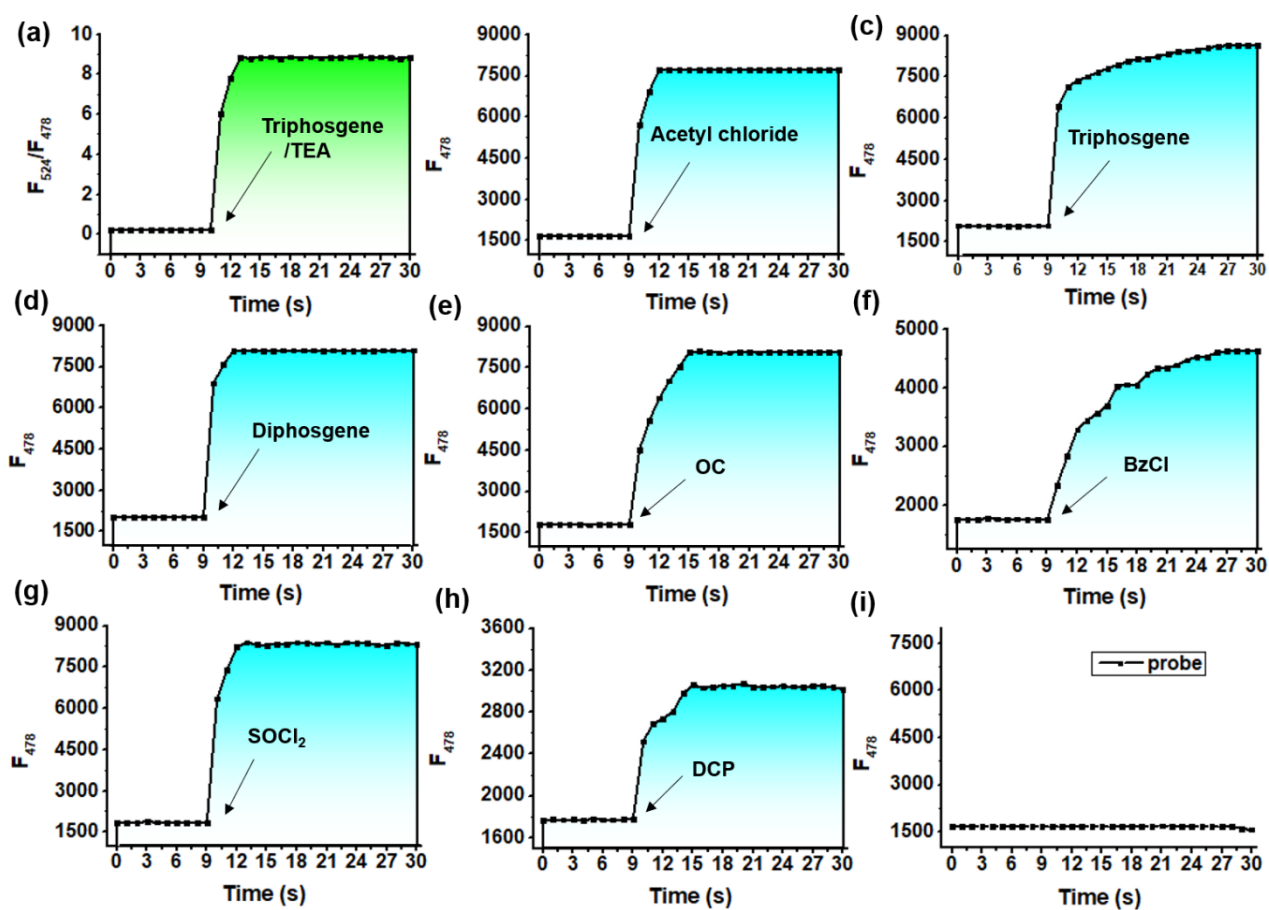 (a)
10
8
6
4
2
0
F524/F478
Triphosgene
/TEA
0 3 6 9 12 15 18 21 24 27 30
Time (s)
9000
7500
6000
4500
3000
1500
F478
Acetyl chloride
0 3 6 9 12 15 18 21 24 27 30
Time (s)
(c)
9000
7500
6000
4500
3000
1500
F478
Triphosgene
0 3 6 9 12 15 18 21 24 27 30
Time (s)
(d)
9000
7500
6000
4500
3000
1500
F478
Diphosgene
0 3 6 9 12 15 18 21 24 27 30
Time (s)
(e)
9000
7500
6000
4500
3000
1500
F478
OC
0 3 6 9 12 15 18 21 24 27 30
Time (s)
(f)
5000
4000
3000
2000
F478
BzCl
0 3 6 9 12 15 18 21 24 27 30
Time (s)
(g)
9000
7500
6000
4500
3000
1500
F478
SOCl2
0 3 6 9 12 15 18 21 24 27 30
Time (s)
(h)
3600
3200
2800
2400
2000
1600
F478
DCP
0 3 6 9 12 15 18 21 24 27 30
Time (s)
(i)
7500
6000
4500
3000
1500
F478
probe
0 3 6 9 12 15 18 21 24 27 30
Time (s)